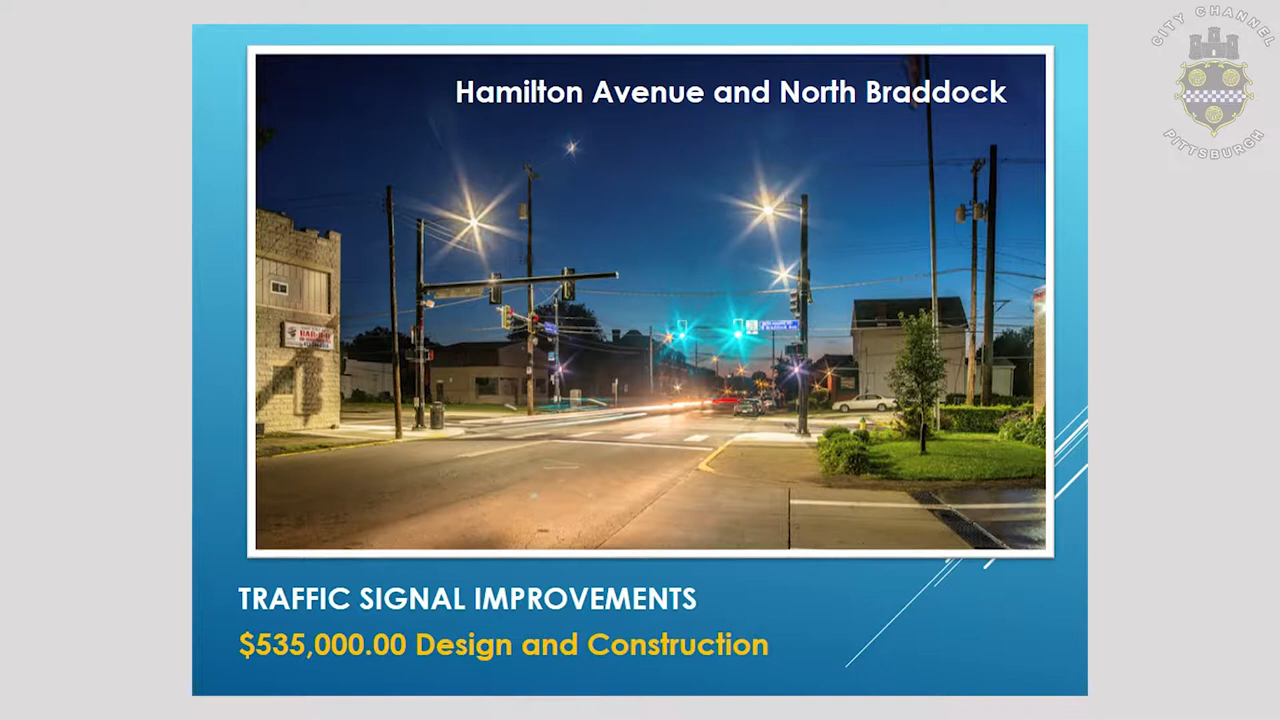 CITY CHANNEL
PITTSBURGH
Hamilton Avenue and North Braddock
TRAFFIC SIGNAL IMPROVEMENTS
$535,000.00 Design and Construction